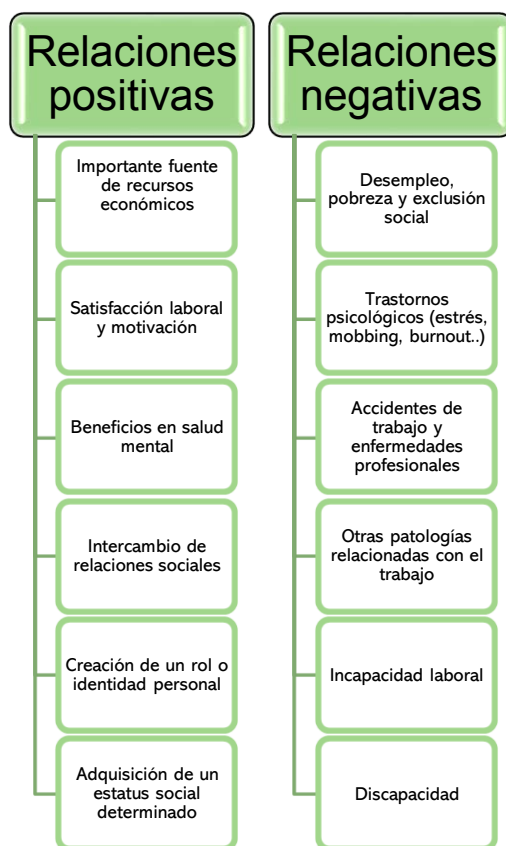 Relaciones
positivas
Importante fuente
de recursos
económicos
Satisfacción laboral
y motivación
Beneficios en salud
mental
Intercambio de
relaciones sociales
Creación de un rol o
identidad personal
Adquisición de un
estatus social
determinado
Relaciones
negativas
Desempleo,
pobreza y exclusión
social
Trastornos
psicológicos (estrés,
mobbing, burnout..)
Accidentes de
trabajo y
enfermedades
profesionales
Otras patologías
relacionadas con el
trabajo
Incapacidad laboral
Discapacidad